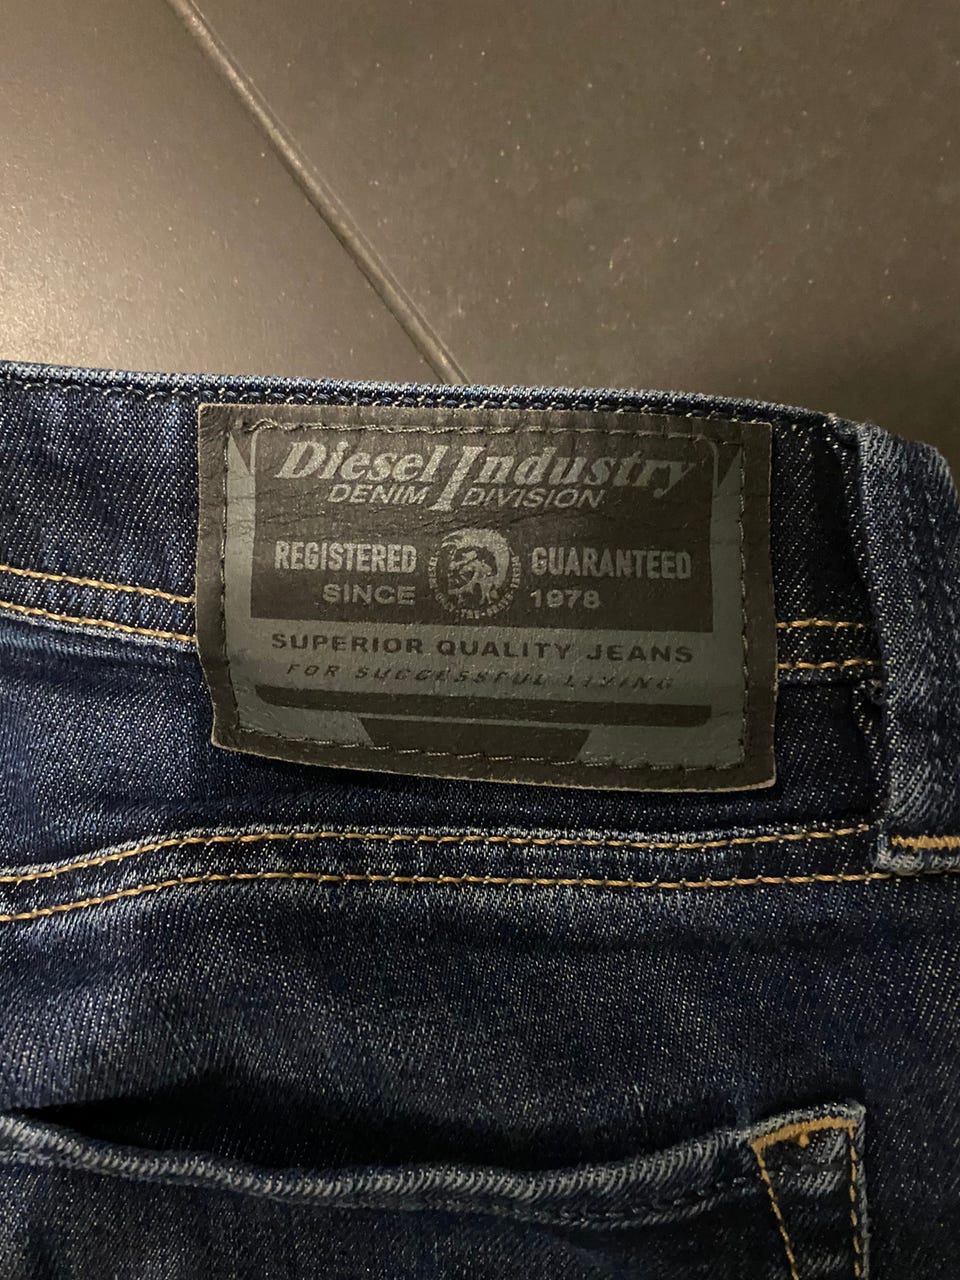 Diesel Industry
DENIM DIVISION
REGISTERED GUARANTEED
SINCE 1978
SUPERIOR QUALITY JEANS
FOR SUCCESSFUL LIVING